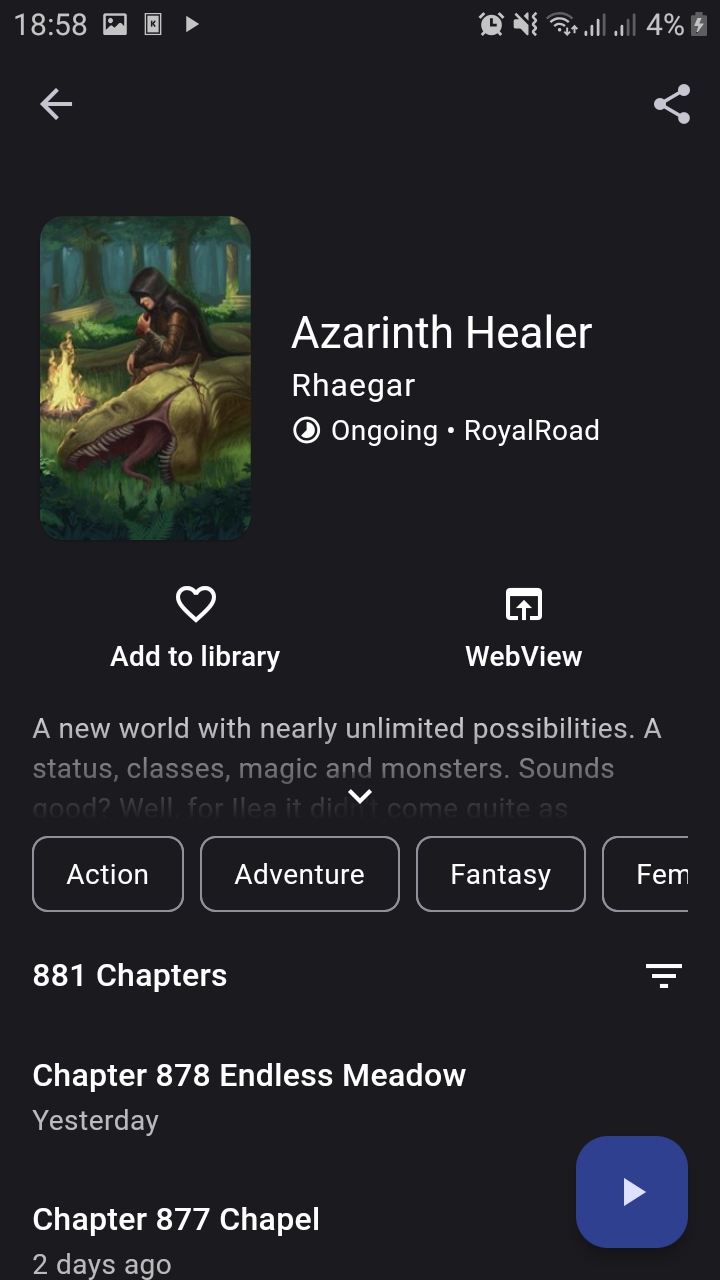 18:58
4%
Azarinth Healer
Rhaegar
Ongoing • RoyalRoad
Add to library
WebView
A new world with nearly unlimited possibilities. A
status, classes, magic and monsters. Sounds
good? Well, for Ilea it didn't come quite as
Action
Adventure
Fantasy
Fem
881 Chapters
Chapter 878 Endless Meadow
Yesterday
Chapter 877 Chapel
2 days ago